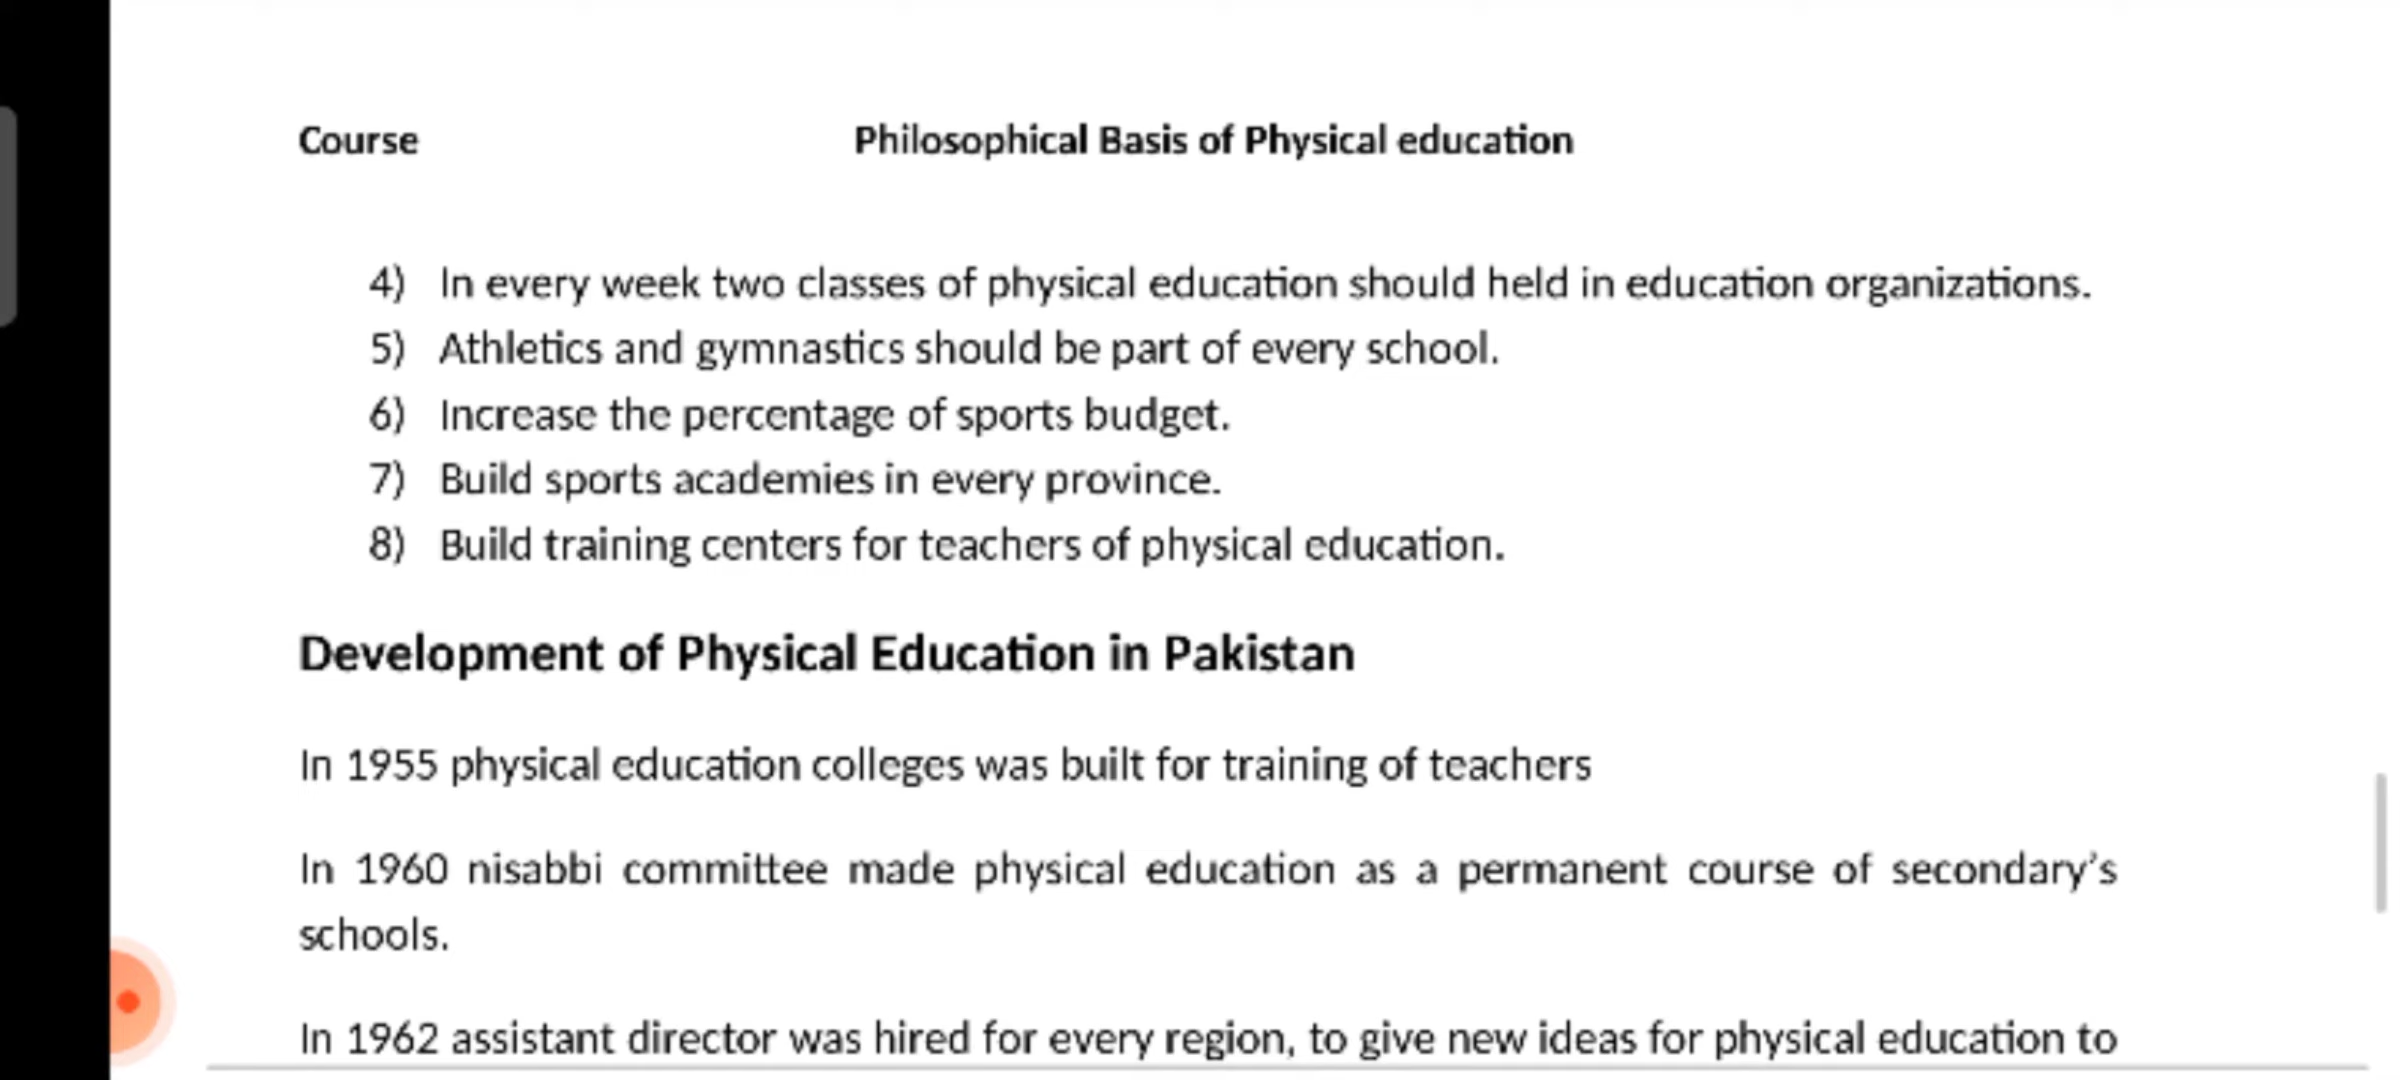 Course Philosophical Basis of Physical education
4) In every week two classes of physical education should held in education organizations.
5) Athletics and gymnastics should be part of every school.
6) Increase the percentage of sports budget.
7) Build sports academies in every province.
8) Build training centers for teachers of physical education.
Development of Physical Education in Pakistan
In 1955 physical education colleges was built for training of teachers
In 1960 nisabbi committee made physical education as a permanent course of secondary’s
schools.
In 1962 assistant director was hired for every region, to give new ideas for physical education to